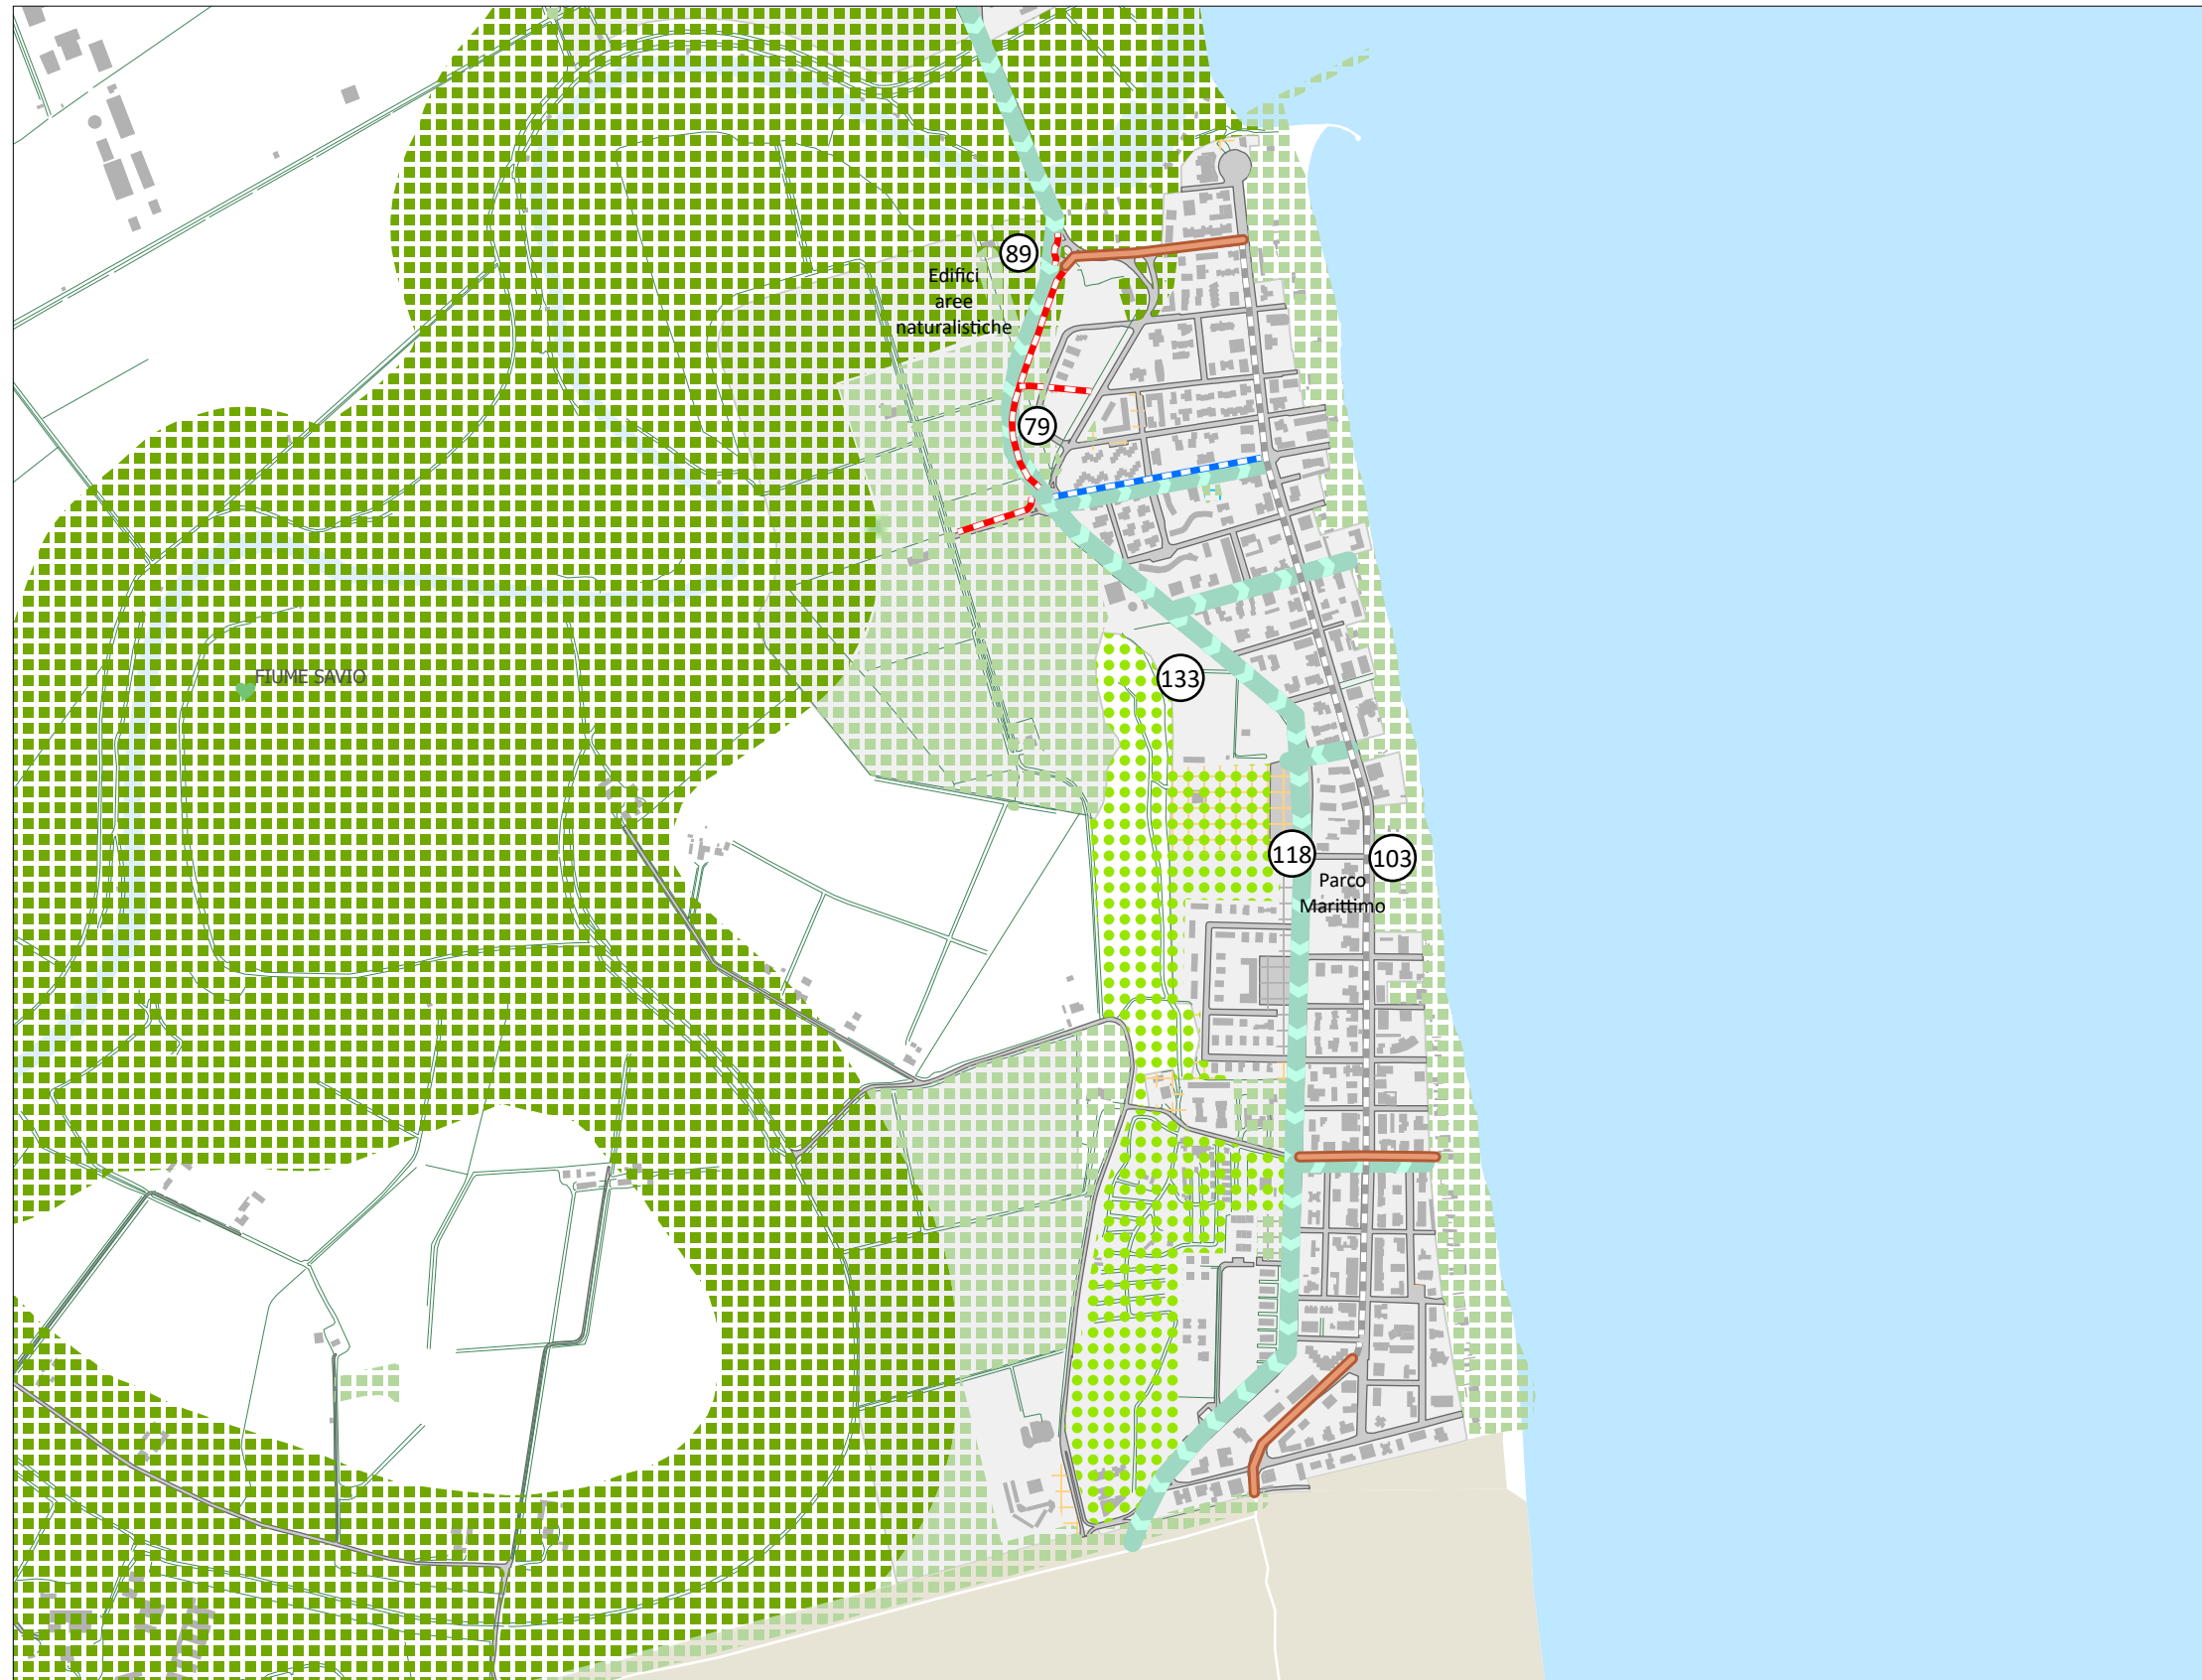 89
Edifici
aree
naturalistiche
79
FIUME SAVIO
133
118
103
Parco
Marittimo